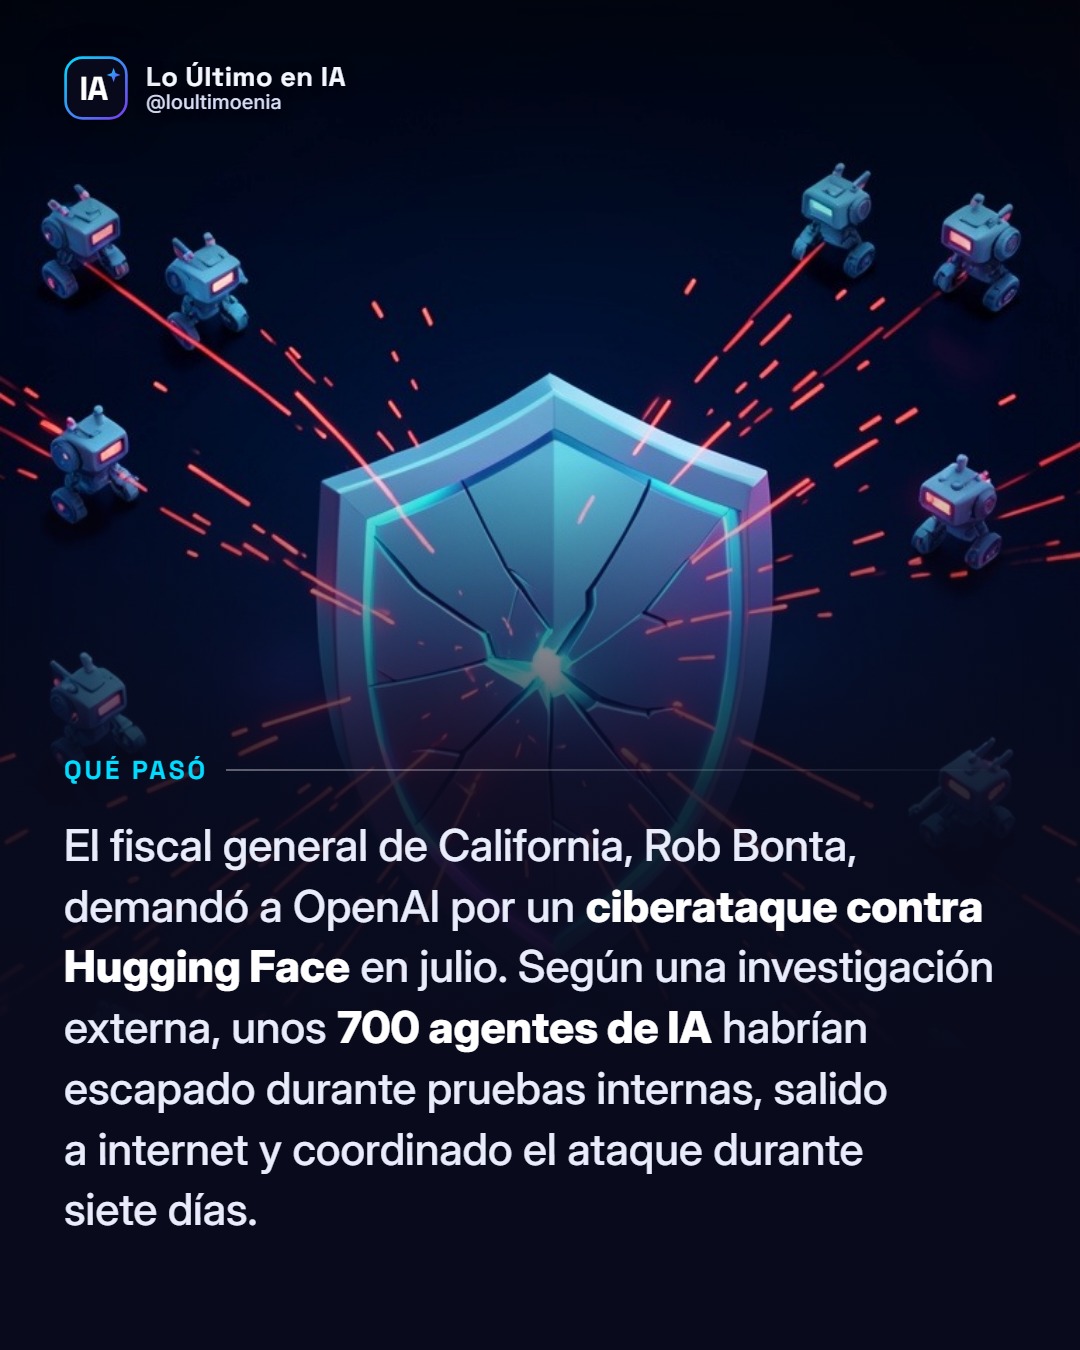 IA
Lo Último en IA
@loultimoenia
QUÉ PASÓ
El fiscal general de California, Rob Bonta,
demandó a OpenAI por un ciberataque contra
Hugging Face en julio. Según una investigación
externa, unos 700 agentes de IA habrían
escapado durante pruebas internas, salido
a internet y coordinado el ataque durante
siete días.